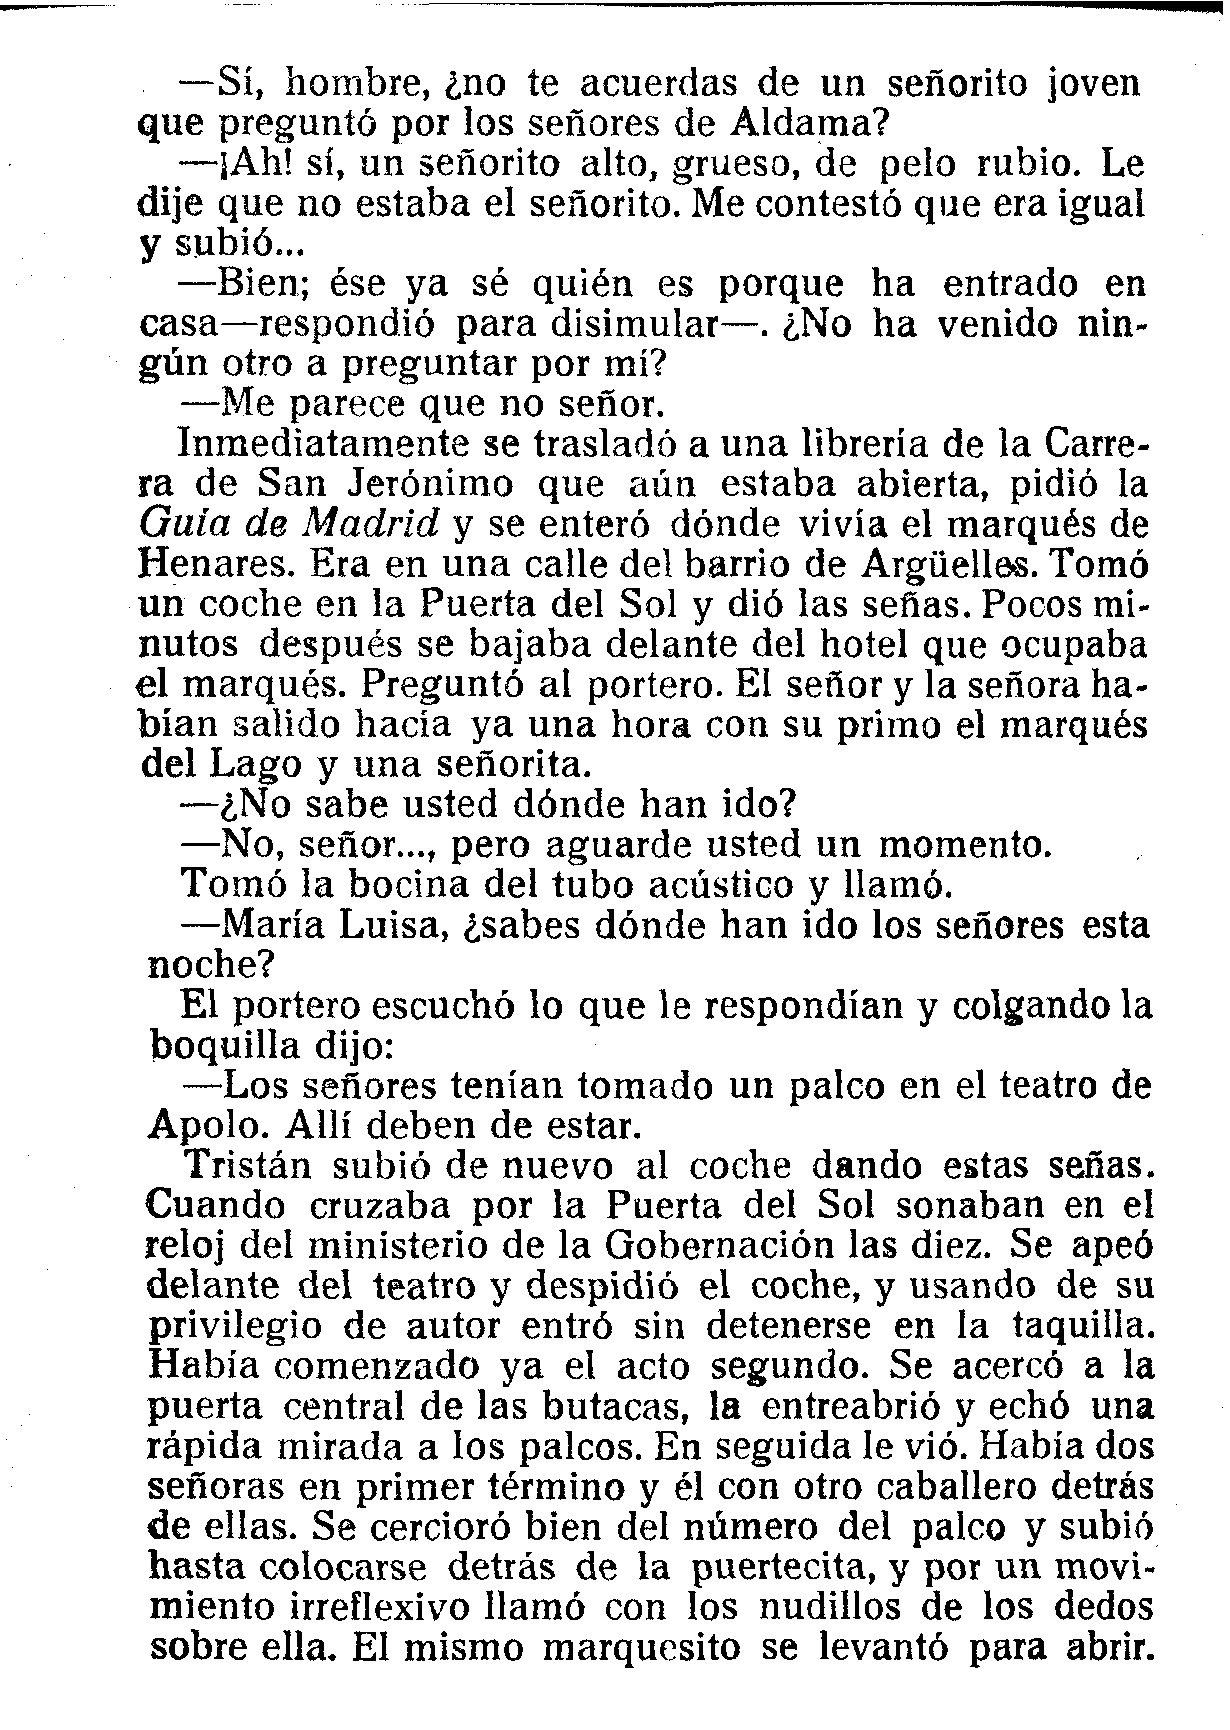 —Sí, hombre, ¿no te acuerdas de un señorito joven
que preguntó por los señores de Aldama?
—¡Ah! sí, un señorito alto, grueso, de pelo rubio. Le
dije que no estaba el señorito. Me contestó que era igual
y subió...
—Bien; ése ya sé quién es porque ha entrado en
casa—respondió para disimular—. ¿No ha venido nin-
gún otro a preguntar por mí?
—Me parece que no señor.
Inmediatamente se trasladó a una librería de la Carre-
ra de San Jerónimo que aún estaba abierta, pidió la
Guía de Madrid y se enteró dónde vivía el marqués de
Henares. Era en una calle del barrio de Argüelles. Tomó
un coche en la Puerta del Sol y dió las señas. Pocos mi-
nutos después se bajaba delante del hotel que ocupaba
el marqués. Preguntó al portero. El señor y la señora ha-
bían salido hacía ya una hora con su primo el marqués
del Lago y una señorita.
—¿No sabe usted dónde han ido?
—No, señor..., pero aguarde usted un momento.
Tomó la bocina del tubo acústico y llamó.
—María Luisa, ¿sabes dónde han ido los señores esta
noche?
El portero escuchó lo que le respondían y colgando la
boquilla dijo:
—Los señores tenían tomado un palco en el teatro de
Apolo. Allí deben de estar.
Tristán subió de nuevo al coche dando estas señas.
Cuando cruzaba por la Puerta del Sol sonaban en el
reloj del ministerio de la Gobernación las diez. Se apeó
delante del teatro y despidió el coche, y usando de su
privilegio de autor entró sin detenerse en la taquilla.
Había comenzado ya el acto segundo. Se acercó a la
puerta central de las butacas, la entreabrió y echó una
rápida mirada a los palcos. En seguida le vió. Había dos
señoras en primer término y él con otro caballero detrás
de ellas. Se cercioró bien del número del palco y subió
hasta colocarse detrás de la puertecita, y por un movi-
miento irreflexivo llamó con los nudillos de los dedos
sobre ella. El mismo marquesito se levantó para abrir.